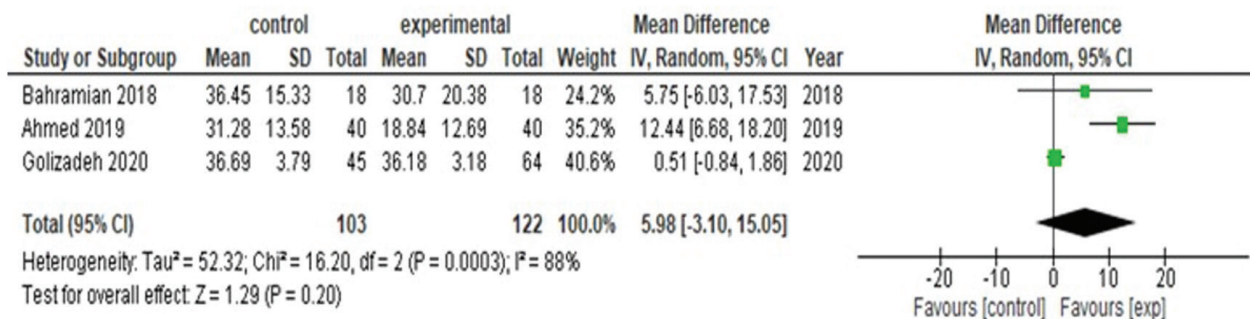 control experimental Mean Difference Mean Difference
Study or Subgroup Mean SD Total Mean SD Total Weight IV, Random, 95% CI Year IV, Random, 95% CI
Bahramian 2018 36.45 15.33 18 30.7 20.38 18 24.2% 5.75 [-6.03, 17.53] 2018
Ahmed 2019 31.28 13.58 40 18.84 12.69 40 35.2% 12.44 [6.68, 18.20] 2019
Golizadeh 2020 36.69 3.79 45 36.18 3.18 64 40.6% 0.51 [-0.84, 1.86] 2020
Total (95% CI) 103 122 100.0% 5.98 [-3.10, 15.05]
Heterogeneity: Tau² = 52.32; Chi² = 16.20, df = 2 (P = 0.0003); I² = 88%
Test for overall effect: Z = 1.29 (P = 0.20)
-20 -10 0 10 20
Favours [control] Favours [exp]